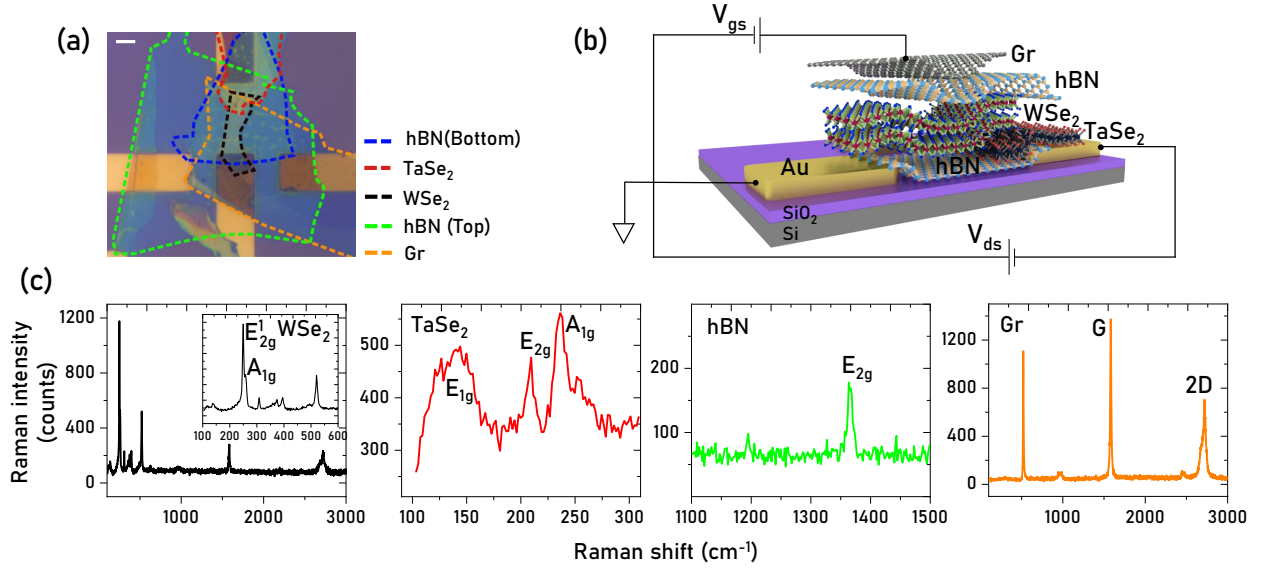 (a)
hBN(Bottom)
TaSe₂
WSe₂
hBN (Top)
Gr
(b)
V_gs
Gr
hBN
WSe₂
TaSe₂
hBN
Au
SiO₂
Si
V_ds
(c)
Raman intensity
(counts)
1200
800
400
0
1000 2000 3000
E¹₂g WSe₂
A₁g
100 200 300 400 500 600
TaSe₂
E₁g
E₂g
A₁g
500
400
300
100 150 200 250 300
hBN
E₂g
300
200
100
1100 1200 1300 1400 1500
Gr
G
2D
1200
800
400
0
1000 2000 3000
Raman shift (cm⁻¹)